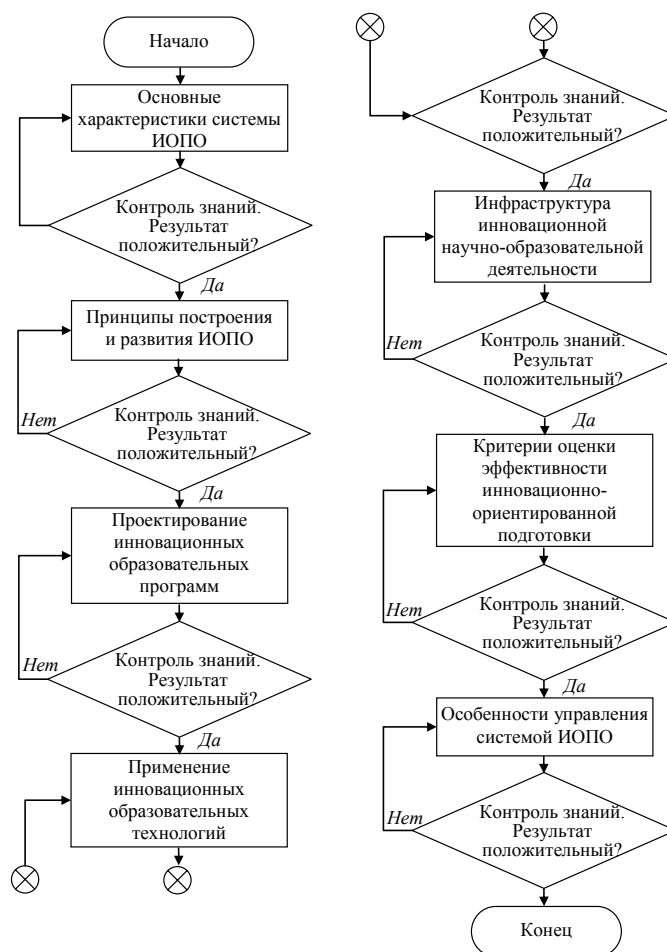 Начало
Основные
характеристики системы
ИОПО
Контроль знаний.
Результат
положительный?
Да
Принципы построения
и развития ИОПО
Нет
Контроль знаний.
Результат
положительный?
Да
Проектирование
инновационных
образовательных
программ
Нет
Контроль знаний.
Результат
положительный?
Да
Применение
инновационных
образовательных
технологий
Контроль знаний.
Результат
положительный?
Да
Инфраструктура
инновационной
научно-образовательной
деятельности
Нет
Контроль знаний.
Результат
положительный?
Да
Критерии оценки
эффективности
инновационно-
ориентированной
подготовки
Нет
Контроль знаний.
Результат
положительный?
Да
Особенности управления
системой ИОПО
Нет
Контроль знаний.
Результат
положительный?
Конец